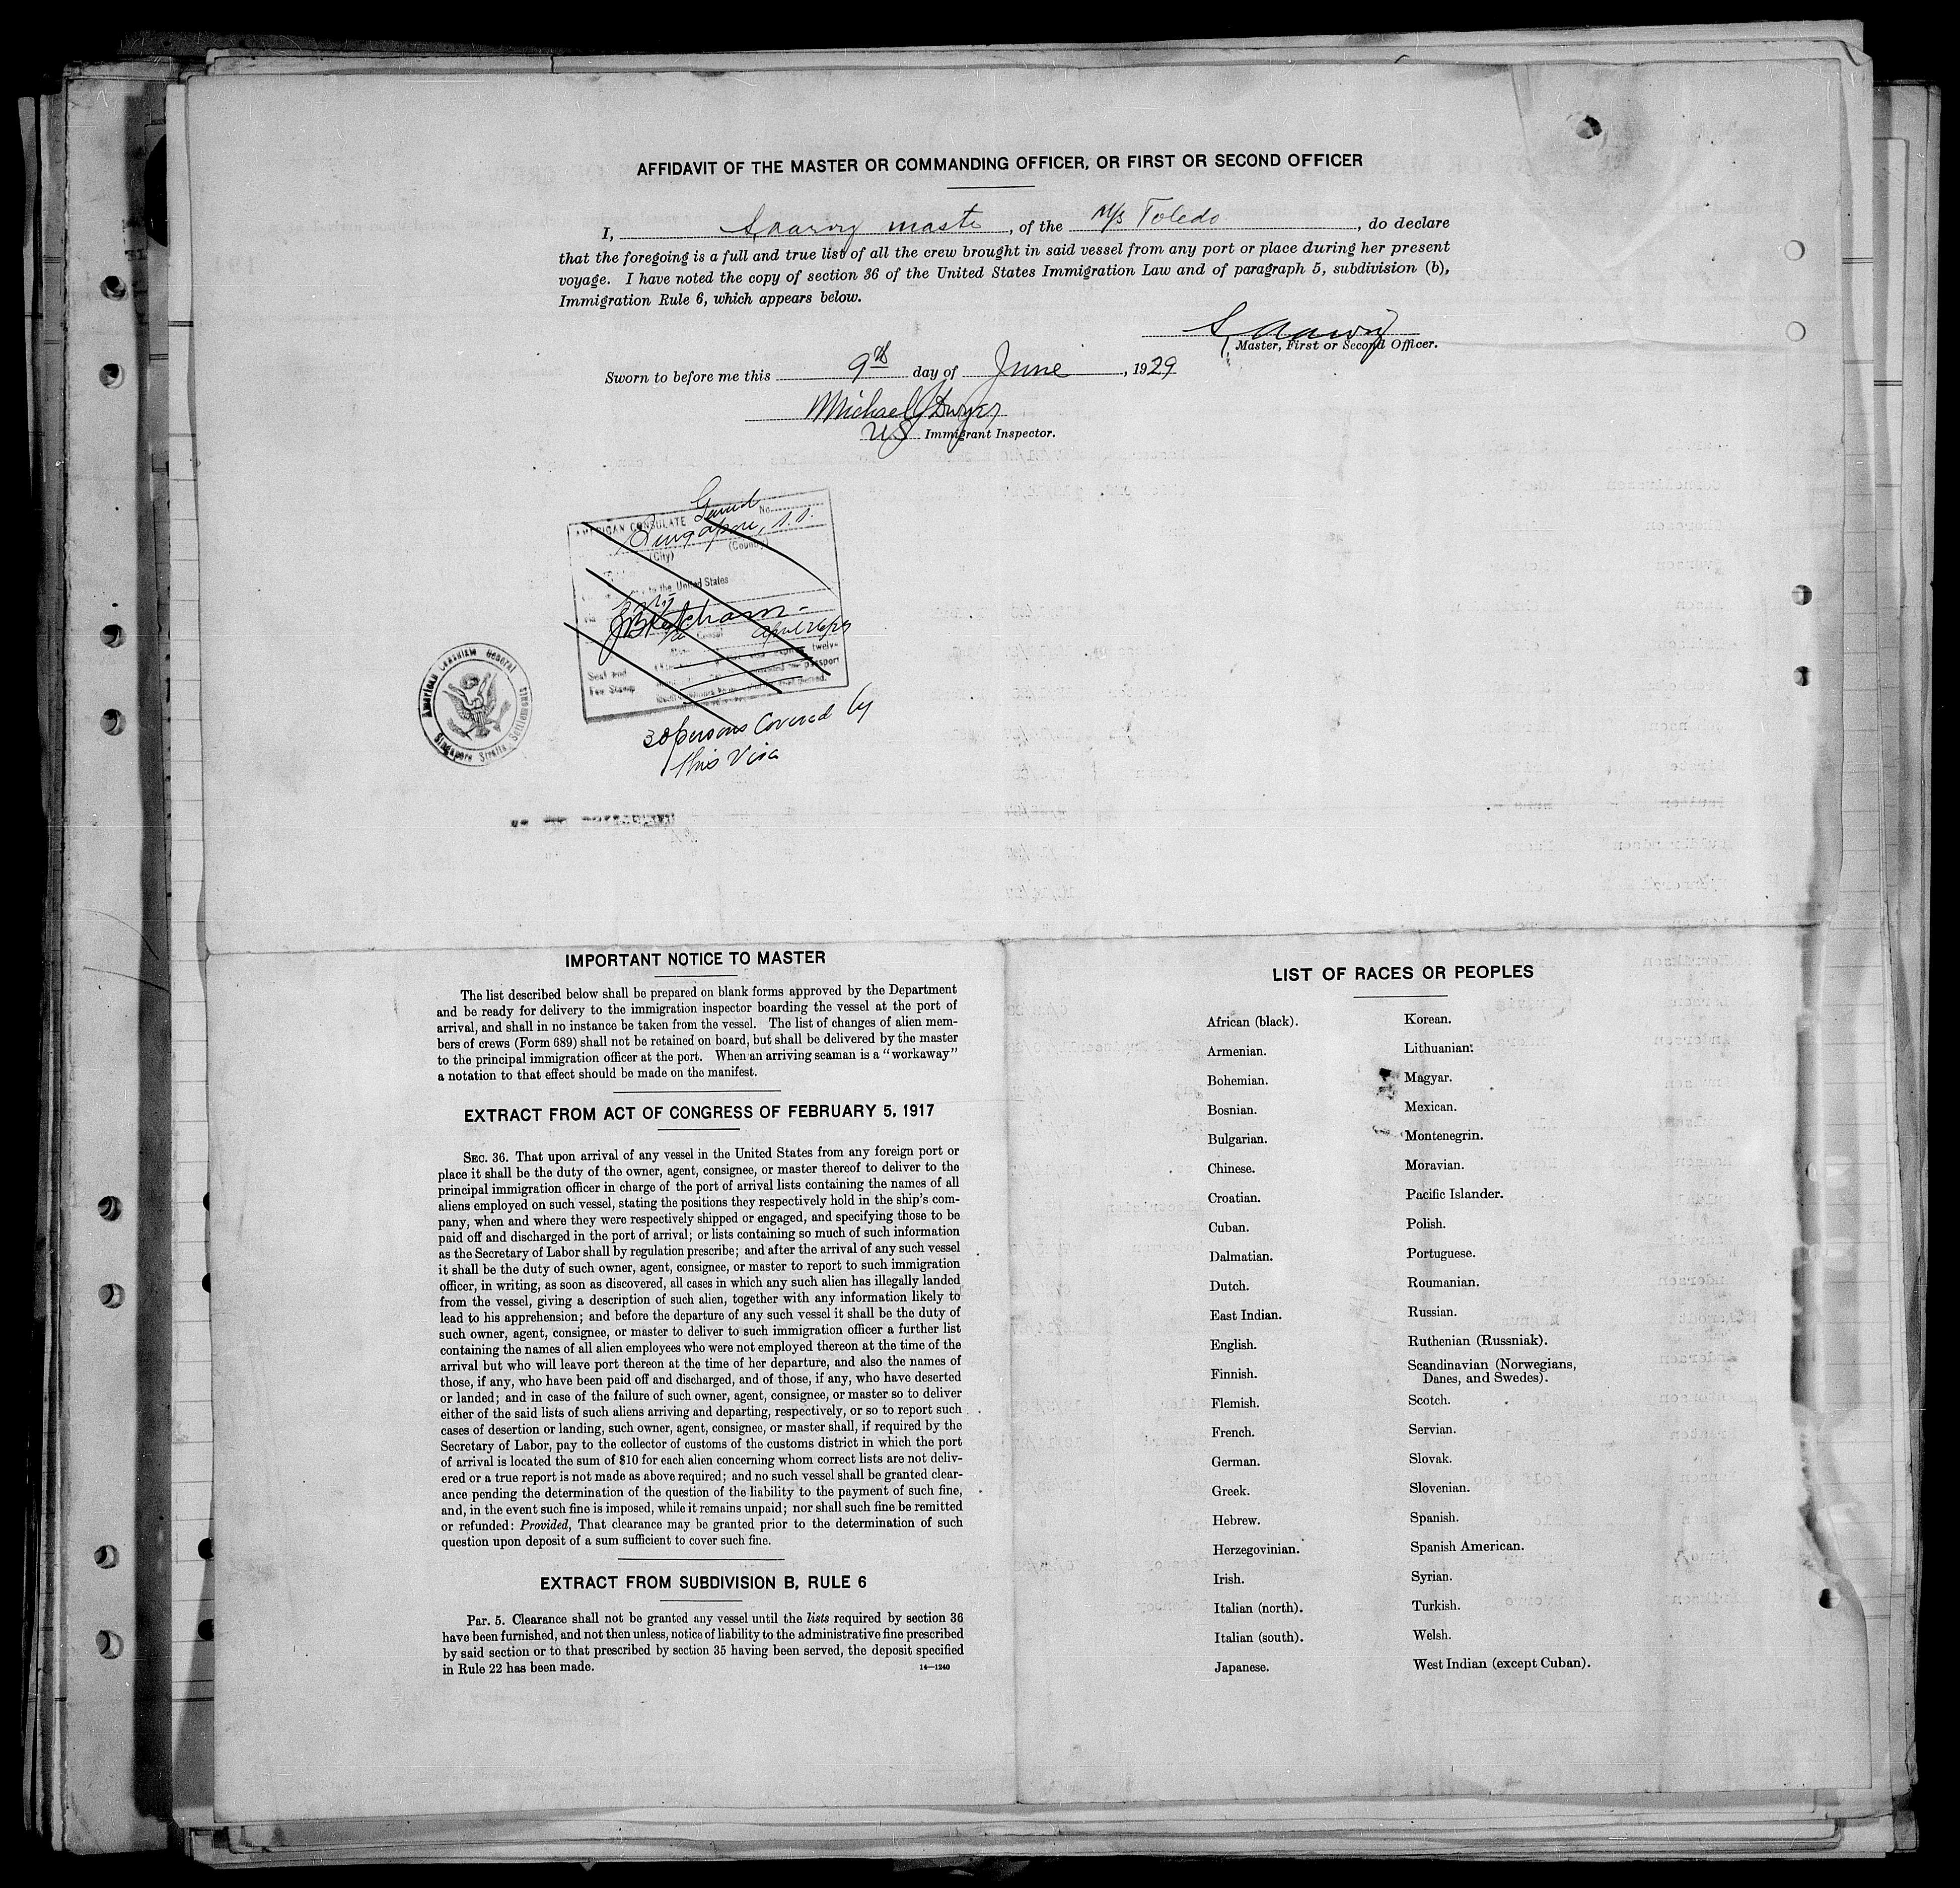 AFFIDAVIT OF THE MASTER OR COMMANDING OFFICER, OR FIRST OR SECOND OFFICER
I, master, of the M/S Toledo, do declare
that the foregoing is a full and true list of all the crew brought in said vessel from any port or place during her present
voyage. I have noted the copy of section 36 of the United States Immigration Law and of paragraph 5, subdivision (b),
Immigration Rule 6, which appears below.
Master, First or Second Officer.
Sworn to before me this 9th day of June, 1929
Michael J Dwyer
US Immigrant Inspector.
AMERICAN CONSULATE General No.
Singapore, S.S.
(City) (Country)
to the United States
Consul April 26/29
Seal and
Fee Stamp
twelve-
passport
30 persons Covered by
this Visa
American Consulate General
Singapore Straits Settlements
IMPORTANT NOTICE TO MASTER
The list described below shall be prepared on blank forms approved by the Department
and be ready for delivery to the immigration inspector boarding the vessel at the port of
arrival, and shall in no instance be taken from the vessel. The list of changes of alien mem-
bers of crews (Form 689) shall not be retained on board, but shall be delivered by the master
to the principal immigration officer at the port. When an arriving seaman is a "workaway"
a notation to that effect should be made on the manifest.
EXTRACT FROM ACT OF CONGRESS OF FEBRUARY 5, 1917
SEC. 36. That upon arrival of any vessel in the United States from any foreign port or
place it shall be the duty of the owner, agent, consignee, or master thereof to deliver to the
principal immigration officer in charge of the port of arrival lists containing the names of all
aliens employed on such vessel, stating the positions they respectively hold in the ship's com-
pany, when and where they were respectively shipped or engaged, and specifying those to be
paid off and discharged in the port of arrival; or lists containing so much of such information
as the Secretary of Labor shall by regulation prescribe; and after the arrival of any such vessel
it shall be the duty of such owner, agent, consignee, or master to report to such immigration
officer, in writing, as soon as discovered, all cases in which any such alien has illegally landed
from the vessel, giving a description of such alien, together with any information likely to
lead to his apprehension; and before the departure of any such vessel it shall be the duty of
such owner, agent, consignee, or master to deliver to such immigration officer a further list
containing the names of all alien employees who were not employed thereon at the time of the
arrival but who will leave port thereon at the time of her departure, and also the names of
those, if any, who have been paid off and discharged, and of those, if any, who have deserted
or landed; and in case of the failure of such owner, agent, consignee, or master so to deliver
either of the said lists of such aliens arriving and departing, respectively, or so to report such
cases of desertion or landing, such owner, agent, consignee, or master shall, if required by the
Secretary of Labor, pay to the collector of customs of the customs district in which the port
of arrival is located the sum of $10 for each alien concerning whom correct lists are not deliv-
ered or a true report is not made as above required; and no such vessel shall be granted clear-
ance pending the determination of the question of the liability to the payment of such fine,
and, in the event such fine is imposed, while it remains unpaid; nor shall such fine be remitted
or refunded: Provided, That clearance may be granted prior to the determination of such
question upon deposit of a sum sufficient to cover such fine.
EXTRACT FROM SUBDIVISION B, RULE 6
Par. 5. Clearance shall not be granted any vessel until the lists required by section 36
have been furnished, and not then unless, notice of liability to the administrative fine prescribed
by said section or to that prescribed by section 35 having been served, the deposit specified
in Rule 22 has been made.
14—1240
LIST OF RACES OR PEOPLES
African (black).
Armenian.
Bohemian.
Bosnian.
Bulgarian.
Chinese.
Croatian.
Cuban.
Dalmatian.
Dutch.
East Indian.
English.
Finnish.
Flemish.
French.
German.
Greek.
Hebrew.
Herzegovinian.
Irish.
Italian (north).
Italian (south).
Japanese.
Korean.
Lithuanian.
Magyar.
Mexican.
Montenegrin.
Moravian.
Pacific Islander.
Polish.
Portuguese.
Roumanian.
Russian.
Ruthenian (Russniak).
Scandinavian (Norwegians,
Danes, and Swedes).
Scotch.
Servian.
Slovak.
Slovenian.
Spanish.
Spanish American.
Syrian.
Turkish.
Welsh.
West Indian (except Cuban).